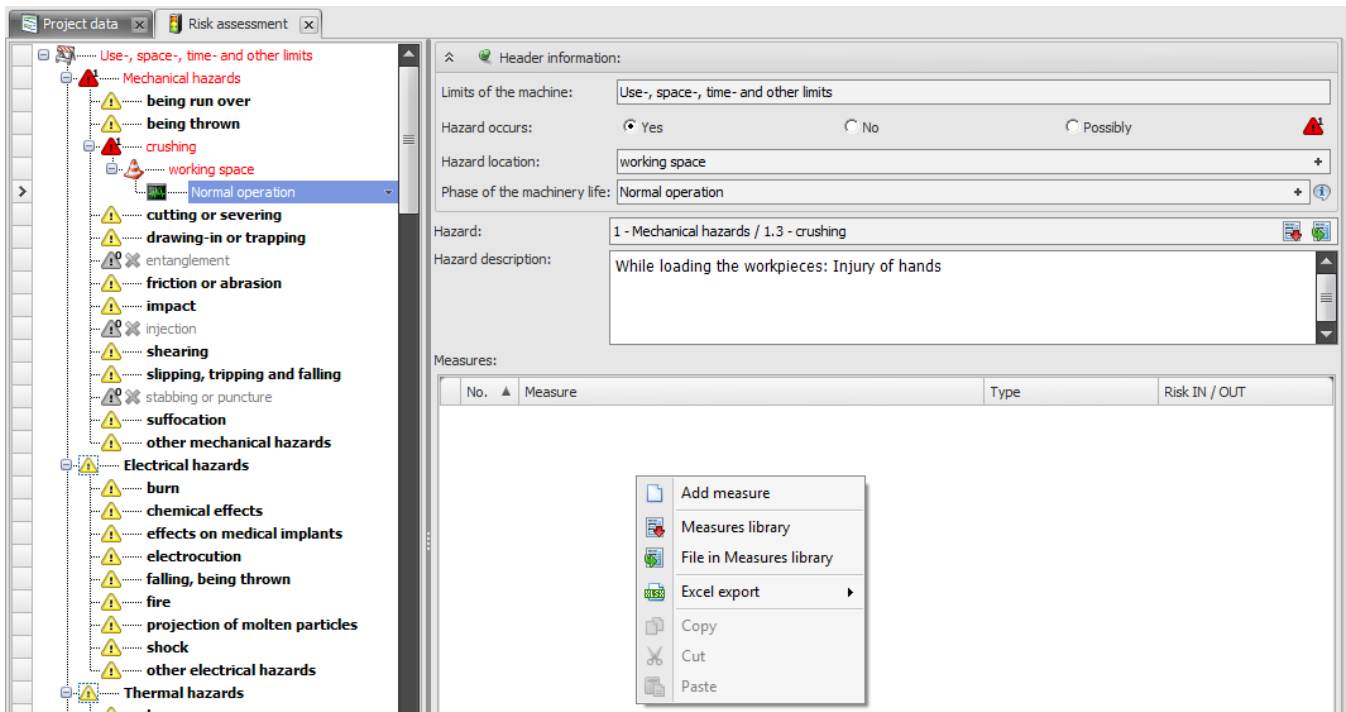 Project data
Risk assessment
Use-, space-, time- and other limits
Mechanical hazards
being run over
being thrown
crushing
working space
Normal operation
cutting or severing
drawing-in or trapping
entanglement
friction or abrasion
impact
injection
shearing
slipping, tripping and falling
stabbing or puncture
suffocation
other mechanical hazards
Electrical hazards
burn
chemical effects
effects on medical implants
electrocution
falling, being thrown
fire
projection of molten particles
shock
other electrical hazards
Thermal hazards
Header information:
Limits of the machine: Use-, space-, time- and other limits
Hazard occurs: Yes No Possibly
Hazard location: working space
Phase of the machinery life: Normal operation
Hazard: 1 - Mechanical hazards / 1.3 - crushing
Hazard description: While loading the workpieces: Injury of hands
Measures:
No. Measure Type Risk IN / OUT
Add measure
Measures library
File in Measures library
XLSX Excel export
Copy
Cut
Paste